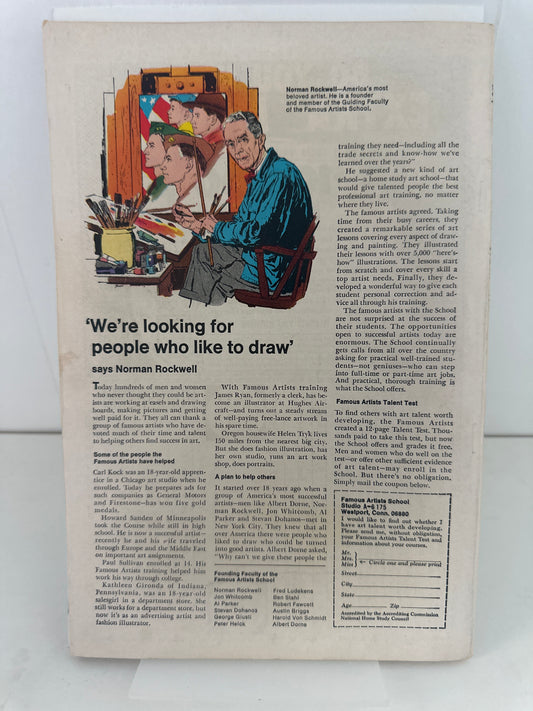 Norman Rockwell—America's most
beloved artist. He is a founder
and member of the Guiding Faculty
of the Famous Artists School.
'We're looking for
people who like to draw'
says Norman Rockwell
Today hundreds of men and women
who never thought they could be art-
ists are working at easels and drawing
boards, making pictures and getting
well paid for it. They all can thank a
group of famous artists who have de-
voted much of their time and talent
to helping others find success in art.
Some of the people the
Famous Artists have helped
Carl Kock was an 18-year-old appren-
tice in a Chicago art studio when he
enrolled. Today he prepares ads for
such companies as General Motors
and Firestone—has won five gold
medals.
Howard Sanden of Minneapolis
took the Course while still in high
school. He is now a successful artist—
recently he and his wife traveled
through Europe and the Middle East
on important art assignments.
Paul Sullivan enrolled at 14. His
Famous Artists training helped him
work his way through college.
Kathleen Gironda of Indiana,
Pennsylvania, was an 18-year-old
salesgirl in a department store. She
still works for a department store, but
now it's as an advertising artist and
fashion illustrator.
With Famous Artists training
James Ryan, formerly a clerk, has be-
come an illustrator at Hughes Air-
craft—and turns out a steady stream
of well-paying free-lance artwork in
his spare time.
Oregon housewife Helen Tryk lives
150 miles from the nearest big city.
But she does fashion illustration, has
her own studio, runs an art work
shop, does portraits.
A plan to help others
It started over 18 years ago when a
group of America's most successful
artists—men like Albert Dorne, Nor-
man Rockwell, Jon Whitcomb, Al
Parker and Stevan Dohanos—met in
New York City. They knew that all
over America there were people who
liked to draw who could be turned
into good artists. Albert Dorne asked,
"Why can't we give these people the
Founding Faculty of the
Famous Artists School
Norman Rockwell
Jon Whitcomb
Al Parker
Stevan Dohanos
George Giusti
Peter Helck
Fred Ludekens
Ben Stahl
Robert Fawcett
Austin Briggs
Harold Von Schmidt
Albert Dorne
training they need—including all the
trade secrets and know-how we've
learned over the years?"
He suggested a new kind of art
school—a home study art school—that
would give talented people the best
professional art training, no matter
where they live.
The famous artists agreed. Taking
time from their busy careers, they
created a remarkable series of art
lessons covering every aspect of draw-
ing and painting. They illustrated
their lessons with over 5,000 "here's-
how" illustrations. The lessons start
from scratch and cover every skill a
top artist needs. Finally, they de-
veloped a wonderful way to give each
student personal correction and ad-
vice all through his training.
The famous artists with the School
are not surprised at the success of
their students. The opportunities
open to successful artists today are
enormous. The School continually
gets calls from all over the country
asking for practical well-trained stu-
dents—not geniuses—who can step
into full-time or part-time art jobs.
And practical, thorough training is
what the School offers.
Famous Artists Talent Test
To find others with art talent worth
developing, the Famous Artists
created a 12-page Talent Test. Thou-
sands paid to take this test, but now
the School offers and grades it free.
Men and women who do well on the
test—or offer other sufficient evidence
of art talent—may enroll in the
School. But there's no obligation.
Simply mail the coupon below.
Famous Artists School
Studio A-6175
Westport, Conn. 06880
I would like to find out whether I
have art talent worth developing.
Please send me, without obligation,
your Famous Artists Talent Test and
information about your courses.
Mr.
Mrs.
Miss
Circle one and please print
Street
City
State
Age Zip
Accredited by the Accrediting Commission
National Home Study Council